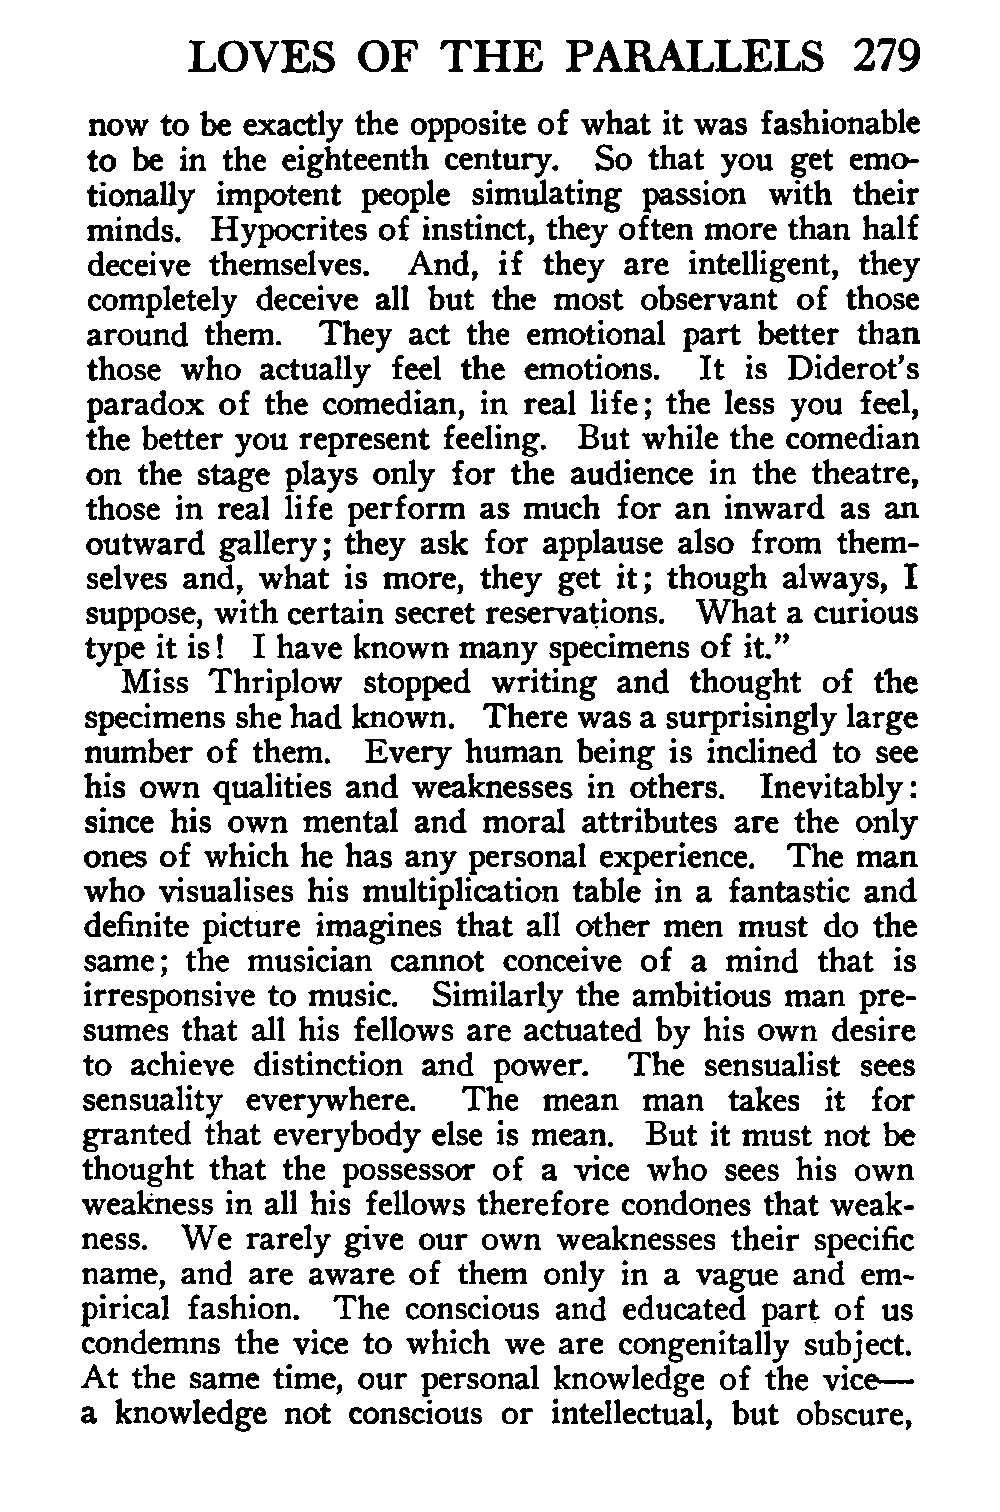 LOVES OF THE PARALLELS 279
now to be exactly the opposite of what it was fashionable
to be in the eighteenth century. So that you get emo-
tionally impotent people simulating passion with their
minds. Hypocrites of instinct, they often more than half
deceive themselves. And, if they are intelligent, they
completely deceive all but the most observant of those
around them. They act the emotional part better than
those who actually feel the emotions. It is Diderot's
paradox of the comedian, in real life; the less you feel,
the better you represent feeling. But while the comedian
on the stage plays only for the audience in the theatre,
those in real life perform as much for an inward as an
outward gallery; they ask for applause also from them-
selves and, what is more, they get it; though always, I
suppose, with certain secret reservations. What a curious
type it is! I have known many specimens of it."
Miss Thriplow stopped writing and thought of the
specimens she had known. There was a surprisingly large
number of them. Every human being is inclined to see
his own qualities and weaknesses in others. Inevitably:
since his own mental and moral attributes are the only
ones of which he has any personal experience. The man
who visualises his multiplication table in a fantastic and
definite picture imagines that all other men must do the
same; the musician cannot conceive of a mind that is
irresponsive to music. Similarly the ambitious man pre-
sumes that all his fellows are actuated by his own desire
to achieve distinction and power. The sensualist sees
sensuality everywhere. The mean man takes it for
granted that everybody else is mean. But it must not be
thought that the possessor of a vice who sees his own
weakness in all his fellows therefore condones that weak-
ness. We rarely give our own weaknesses their specific
name, and are aware of them only in a vague and em-
pirical fashion. The conscious and educated part of us
condemns the vice to which we are congenitally subject.
At the same time, our personal knowledge of the vice—
a knowledge not conscious or intellectual, but obscure,